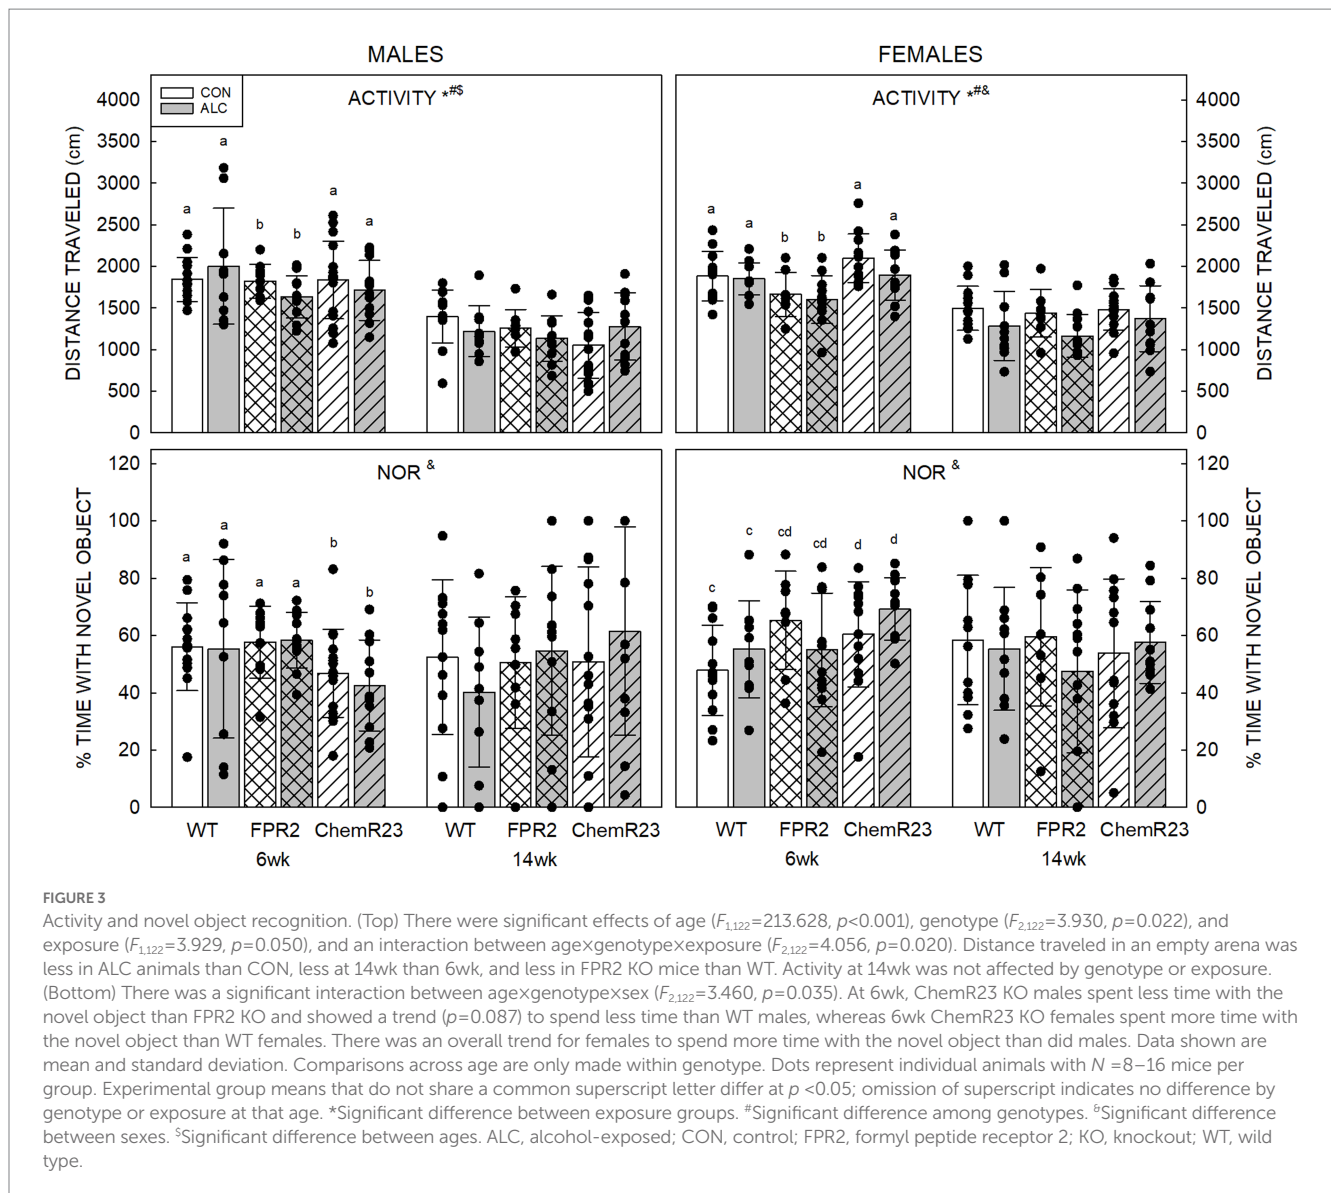 MALES
FEMALES
CON
ALC
ACTIVITY *#$
ACTIVITY *#&
DISTANCE TRAVELED (cm)
4000
3500
3000
2500
2000
1500
1000
500
0
a
a
b
b
a
a
a
a
b
b
a
a
4000
3500
3000
2500
2000
1500
1000
500
0
DISTANCE TRAVELED (cm)
NOR &
NOR &
% TIME WITH NOVEL OBJECT
120
100
80
60
40
20
0
a
a
a
a
b
b
c
c
cd
cd
d
d
120
100
80
60
40
20
0
% TIME WITH NOVEL OBJECT
WT FPR2 ChemR23 WT FPR2 ChemR23 WT FPR2 ChemR23 WT FPR2 ChemR23
6wk 14wk 6wk 14wk
FIGURE 3
Activity and novel object recognition. (Top) There were significant effects of age (F1,122=213.628, p<0.001), genotype (F2,122=3.930, p=0.022), and
exposure (F1,122=3.929, p=0.050), and an interaction between age×genotype×exposure (F2,122=4.056, p=0.020). Distance traveled in an empty arena was
less in ALC animals than CON, less at 14wk than 6wk, and less in FPR2 KO mice than WT. Activity at 14wk was not affected by genotype or exposure.
(Bottom) There was a significant interaction between age×genotype×sex (F2,122=3.460, p=0.035). At 6wk, ChemR23 KO males spent less time with the
novel object than FPR2 KO and showed a trend (p=0.087) to spend less time than WT males, whereas 6wk ChemR23 KO females spent more time with
the novel object than WT females. There was an overall trend for females to spend more time with the novel object than did males. Data shown are
mean and standard deviation. Comparisons across age are only made within genotype. Dots represent individual animals with N =8–16 mice per
group. Experimental group means that do not share a common superscript letter differ at p <0.05; omission of superscript indicates no difference by
genotype or exposure at that age. *Significant difference between exposure groups. #Significant difference among genotypes. &Significant difference
between sexes. $Significant difference between ages. ALC, alcohol-exposed; CON, control; FPR2, formyl peptide receptor 2; KO, knockout; WT, wild
type.